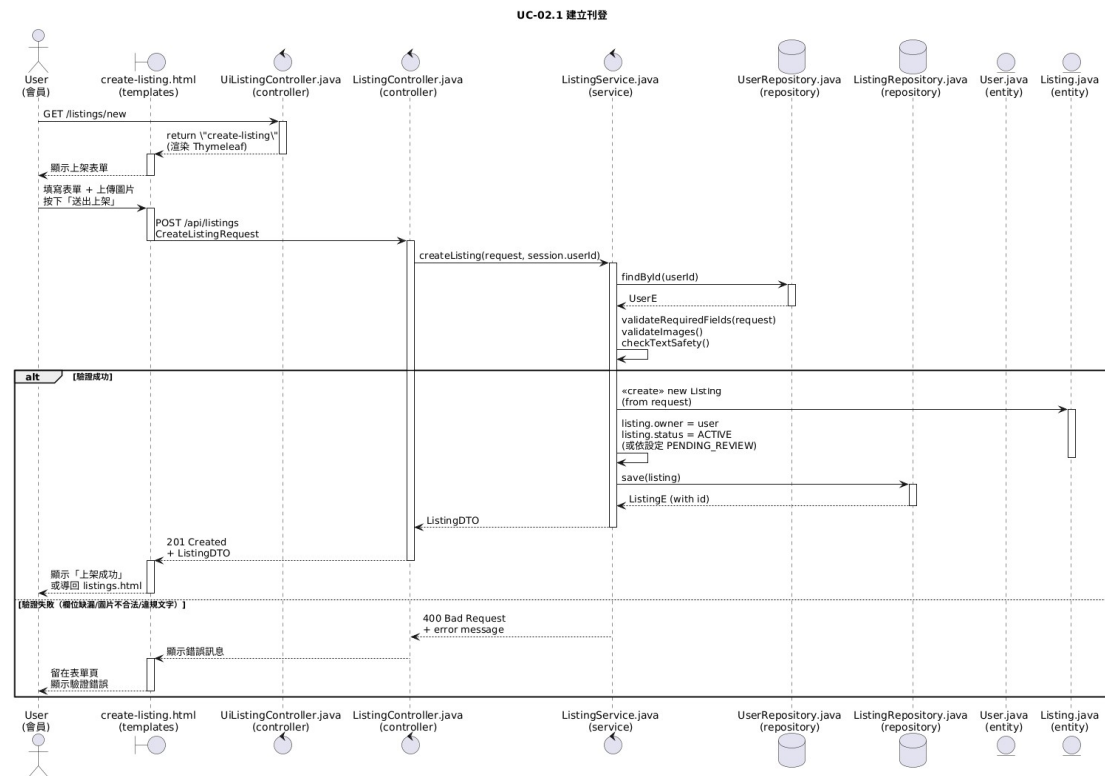 UC-02.1 建立刊登
User
(會員)
create-listing.html
(templates)
UiListingController.java
(controller)
ListingController.java
(controller)
ListingService.java
(service)
UserRepository.java
(repository)
ListingRepository.java
(repository)
User.java
(entity)
Listing.java
(entity)
GET /listings/new
return \"create-listing\"
(渲染 Thymeleaf)
顯示上架表單
填寫表單 + 上傳圖片
按下「送出上架」
POST /api/listings
CreateListingRequest
createListing(request, session.userId)
findById(userId)
UserE
validateRequiredFields(request)
validateImages()
checkTextSafety()
alt
[驗證成功]
«create» new Listing
(from request)
listing.owner = user
listing.status = ACTIVE
(或依設定 PENDING_REVIEW)
save(listing)
ListingE (with id)
ListingDTO
201 Created
+ ListingDTO
顯示「上架成功」
或導回 listings.html
[驗證失敗（欄位缺漏/圖片不合法/違規文字）]
400 Bad Request
+ error message
顯示錯誤訊息
留在表單頁
顯示驗證錯誤
User
(會員)
create-listing.html
(templates)
UiListingController.java
(controller)
ListingController.java
(controller)
ListingService.java
(service)
UserRepository.java
(repository)
ListingRepository.java
(repository)
User.java
(entity)
Listing.java
(entity)